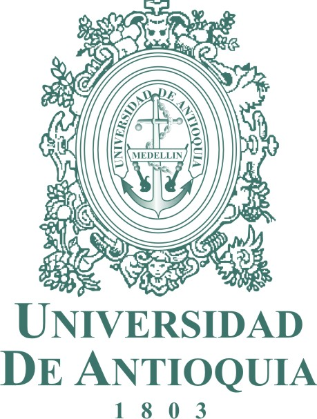 UNIVERSIDAD DE ANTIOQUIA
MEDELLIN
UNIVERSIDAD
DE ANTIOQUIA
1803